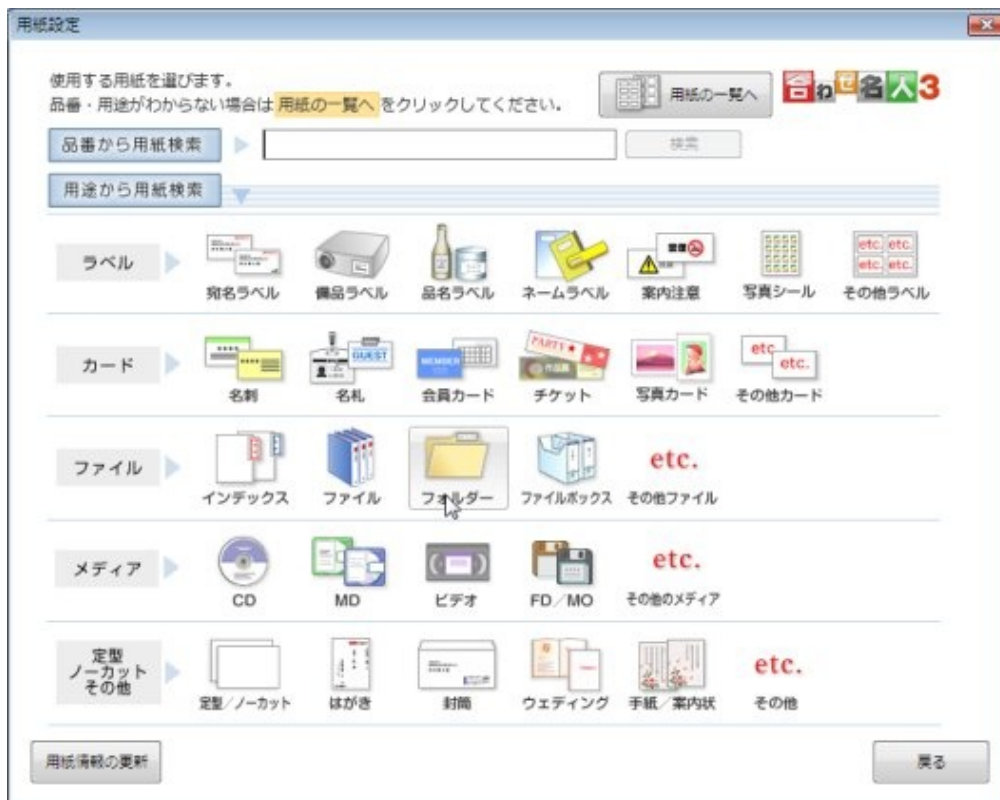 用紙設定
使用する用紙を選びます。
品番・用途がわからない場合は 用紙の一覧へ をクリックしてください。
用紙の一覧へ
合わせ名人3
品番から用紙検索
検索
用途から用紙検索
ラベル
宛名ラベル 備品ラベル 品名ラベル ネームラベル 案内注意 写真シール その他ラベル
etc. etc.
etc. etc.
カード
GUEST
MEMBER
PARTY
作品展
etc.
etc.
名刺 名札 会員カード チケット 写真カード その他カード
ファイル
etc.
インデックス ファイル フォルダー ファイルボックス その他ファイル
メディア
etc.
CD MD ビデオ FD/MO その他のメディア
定型
ノーカット
その他
etc.
定型/ノーカット はがき 封筒 ウェディング 手紙/案内状 その他
用紙情報の更新
戻る